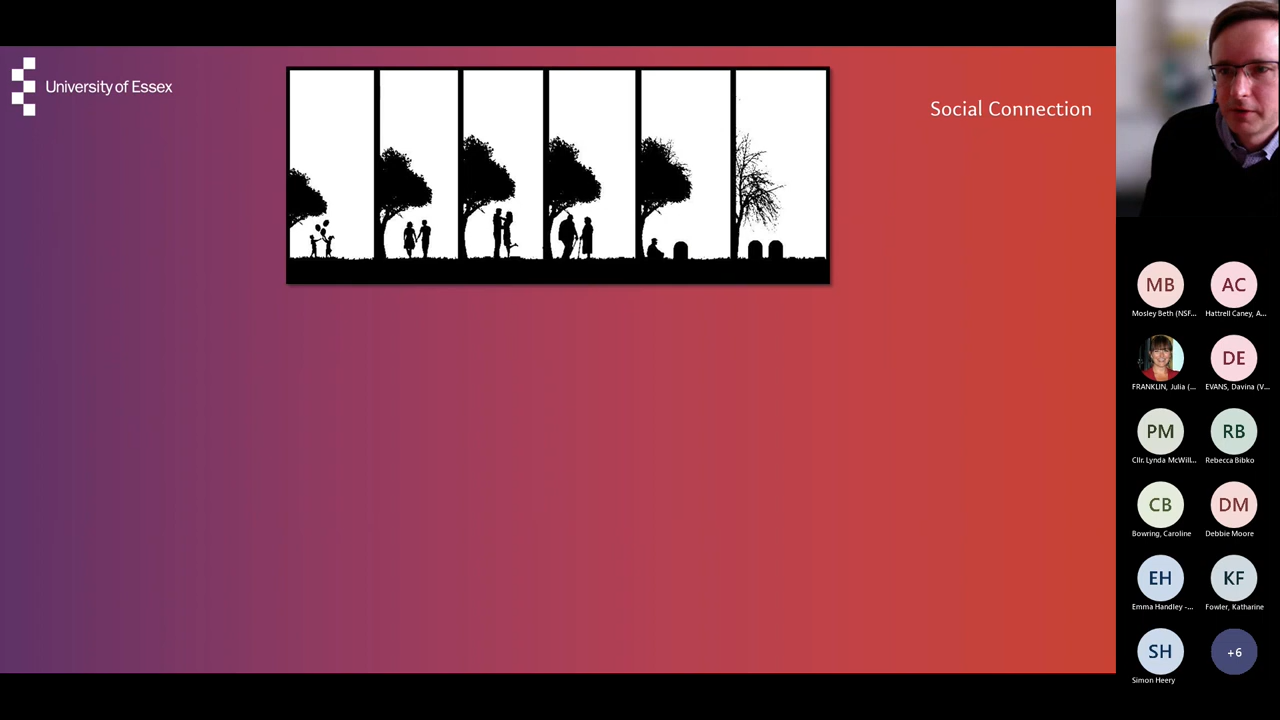 University of Essex
Social Connection
MB
AC
Mosley Beth (NSF...
Hattrell Caney, A...
FRANKLIN, Julia (...
DE
EVANS, Davina (V...
PM
RB
Cllr. Lynda McWill...
Rebecca Bibko
CB
DM
Bowring, Caroline
Debbie Moore
EH
KF
Emma Handley -...
Fowler, Katharine
SH
+6
Simon Heery